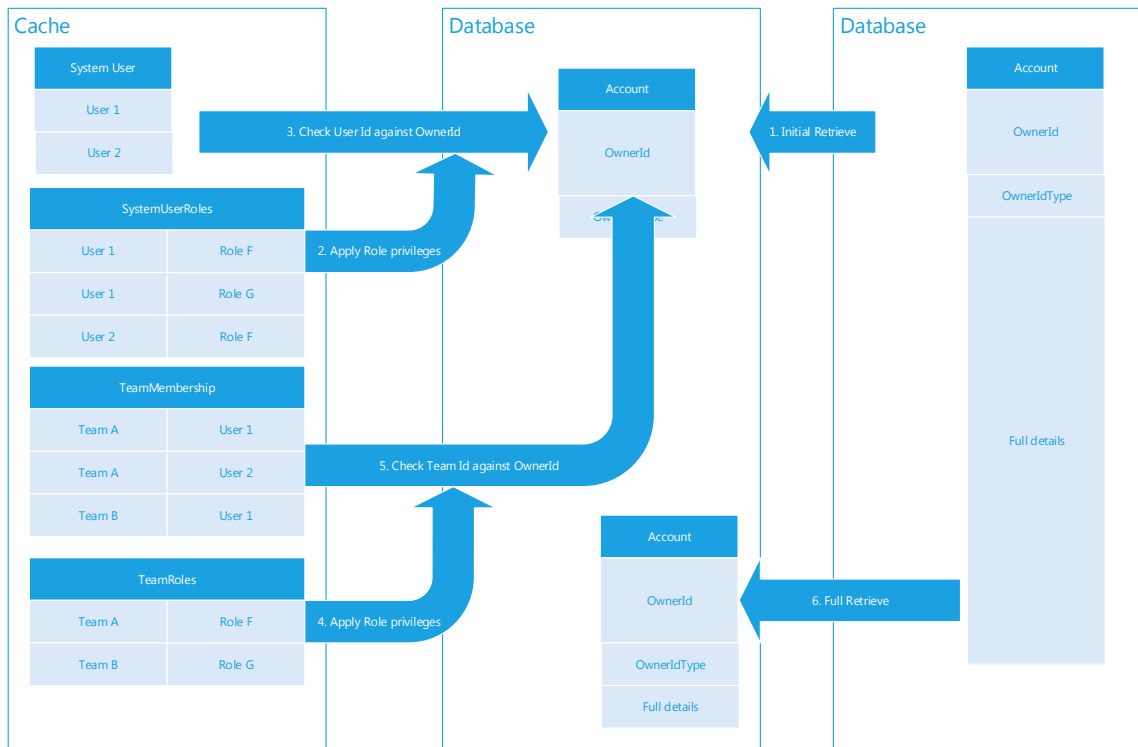 Cache
System User
User 1
User 2
SystemUserRoles
User 1 Role F
User 1 Role G
User 2 Role F
TeamMembership
Team A User 1
Team A User 2
Team B User 1
TeamRoles
Team A Role F
Team B Role G
3. Check User Id against OwnerId
2. Apply Role privileges
5. Check Team Id against OwnerId
4. Apply Role privileges
Database
Account
OwnerId
Account
OwnerId
OwnerIdType
Full details
1. Initial Retrieve
6. Full Retrieve
Database
Account
OwnerId
OwnerIdType
Full details